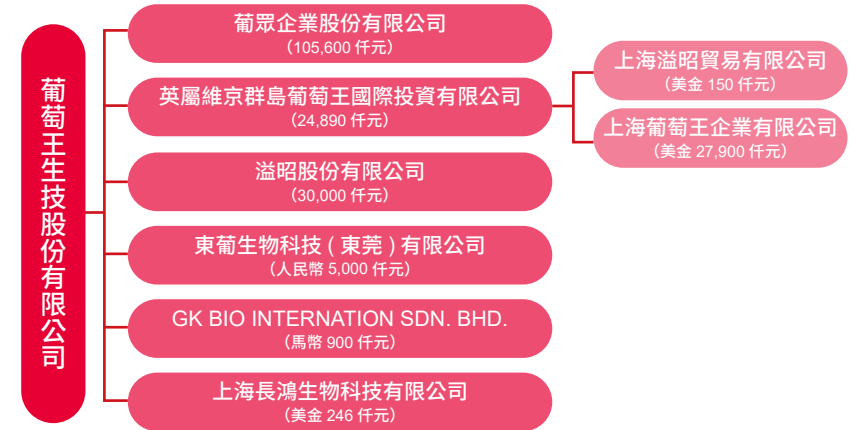 葡萄王生技股份有限公司
葡眾企業股份有限公司
（105,600 仟元）
英屬維京群島葡萄王國際投資有限公司
（24,890 仟元）
上海溢昭貿易有限公司
（美金 150 仟元）
上海葡萄王企業有限公司
（美金 27,900 仟元）
溢昭股份有限公司
（30,000 仟元）
東葡生物科技 ( 東莞 ) 有限公司
（人民幣 5,000 仟元）
GK BIO INTERNATION SDN. BHD.
（馬幣 900 仟元）
上海長鴻生物科技有限公司
（美金 246 仟元）